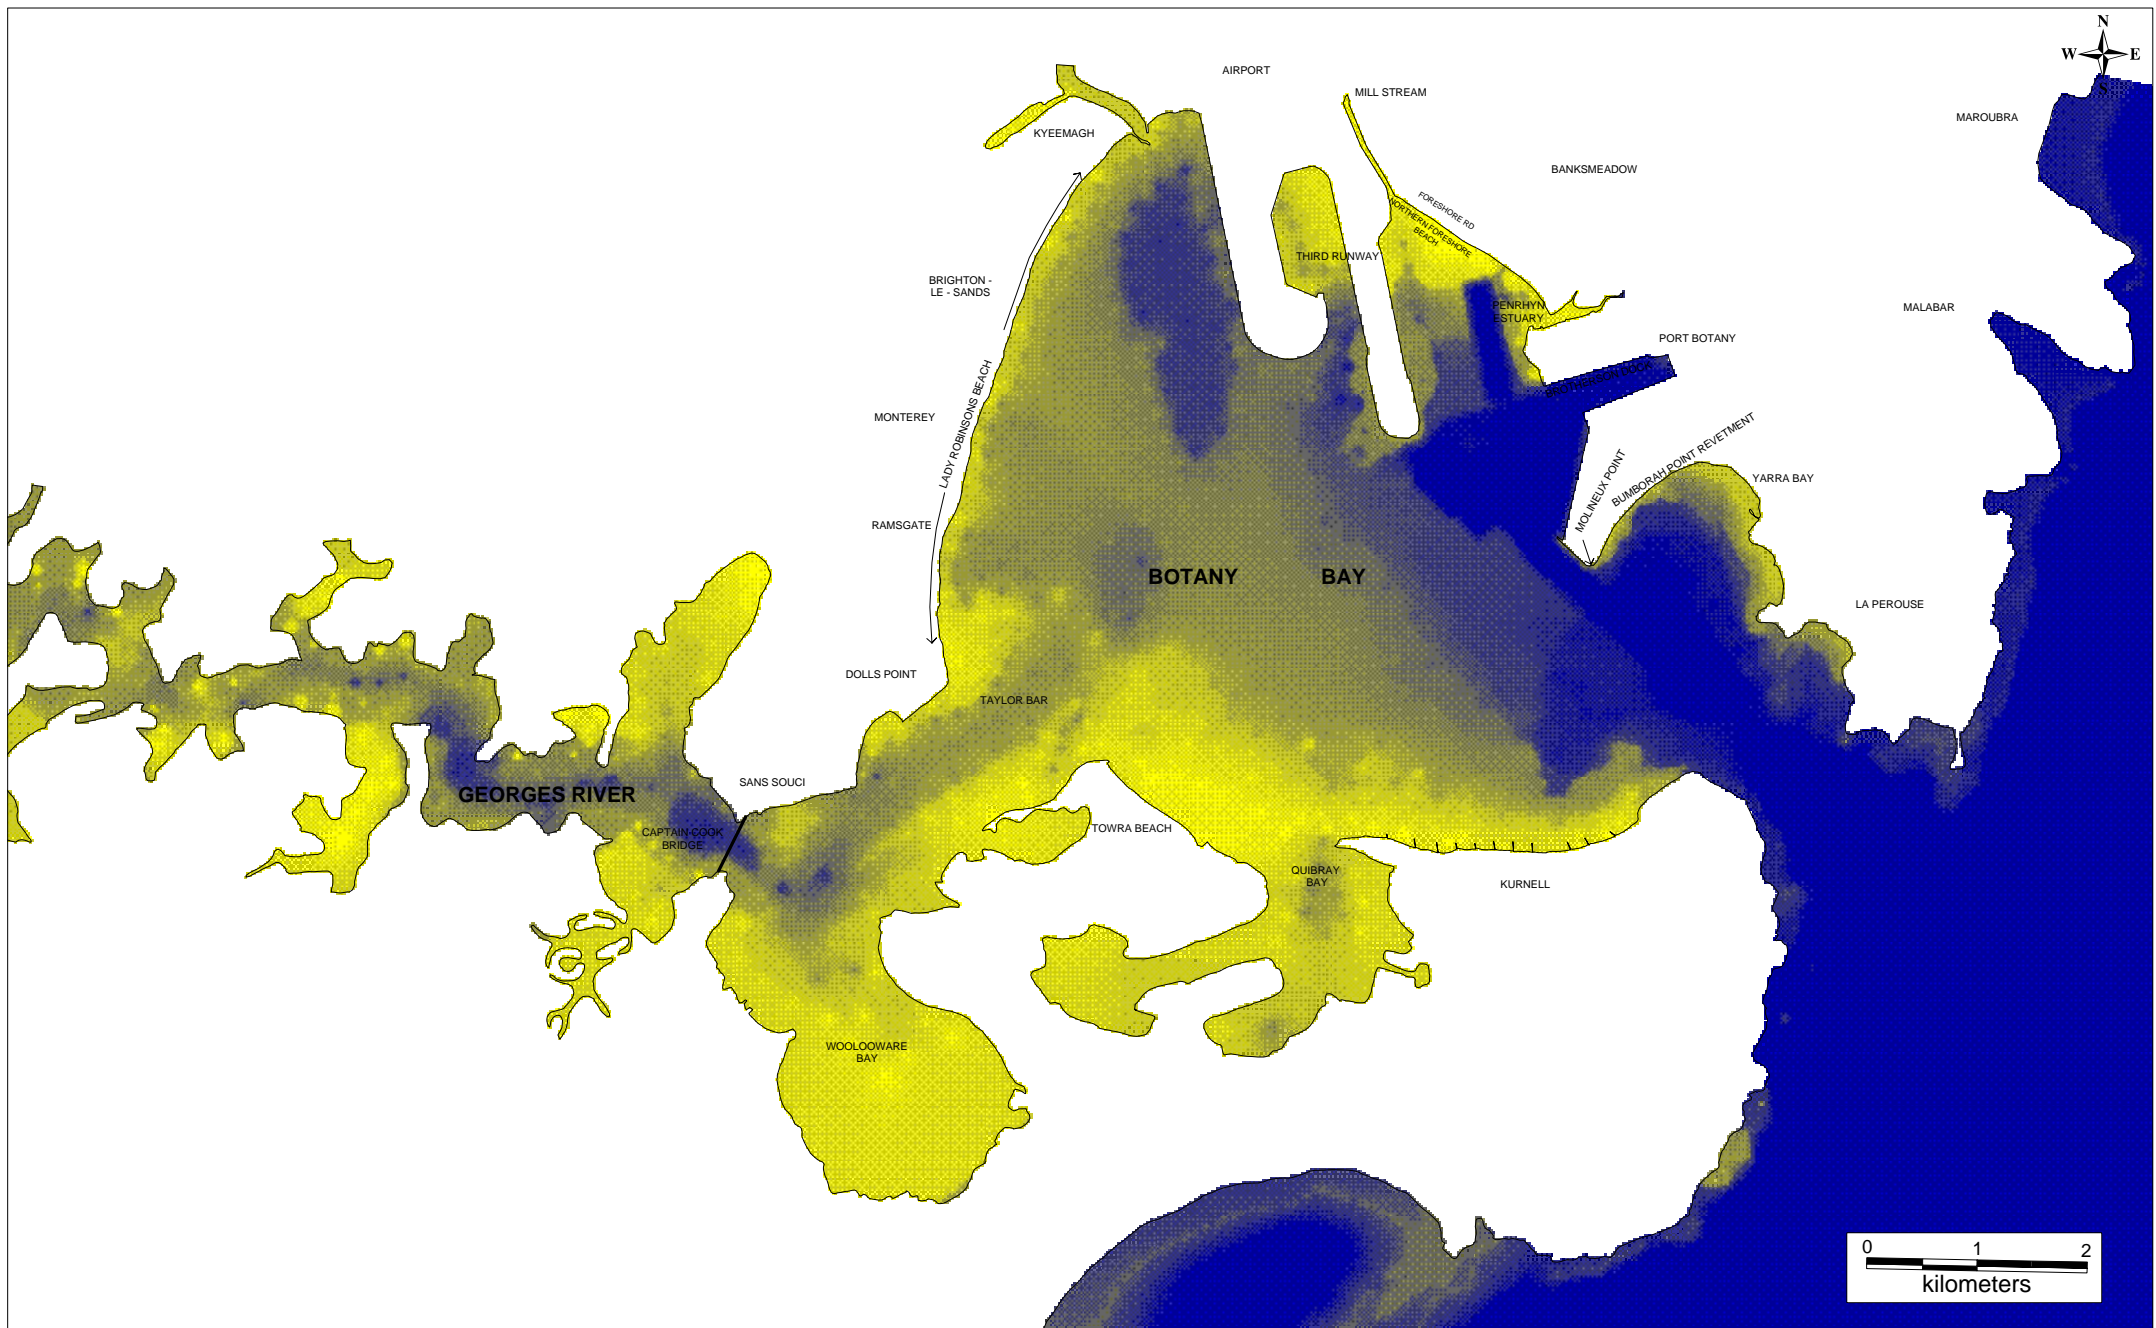 N
W E
S
AIRPORT
MILL STREAM
MAROUBRA
KYEEMAGH
BANKSMEADOW
FORESHORE RD
NORTHERN FORESHORE
BEACH
THIRD RUNWAY
BRIGHTON -
LE - SANDS
PENRHYN
ESTUARY
MALABAR
PORT BOTANY
LADY ROBINSONS BEACH
MONTEREY
MOLINEUX POINT
BUMBORAH POINT REVETMENT
YARRA BAY
RAMSGATE
BOTANY BAY
LA PEROUSE
DOLLS POINT
TAYLOR BAR
SANS SOUCI
GEORGES RIVER
CAPTAIN COOK
BRIDGE
TOWRA BEACH
QUIBRAY
BAY
KURNELL
WOOLOOWARE
BAY
0 1 2
kilometers